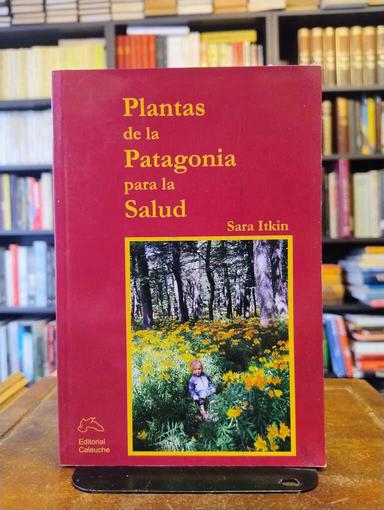 Plantas
de la
Patagonia
para la
Salud
Sara Itkin
Editorial
Caleuche